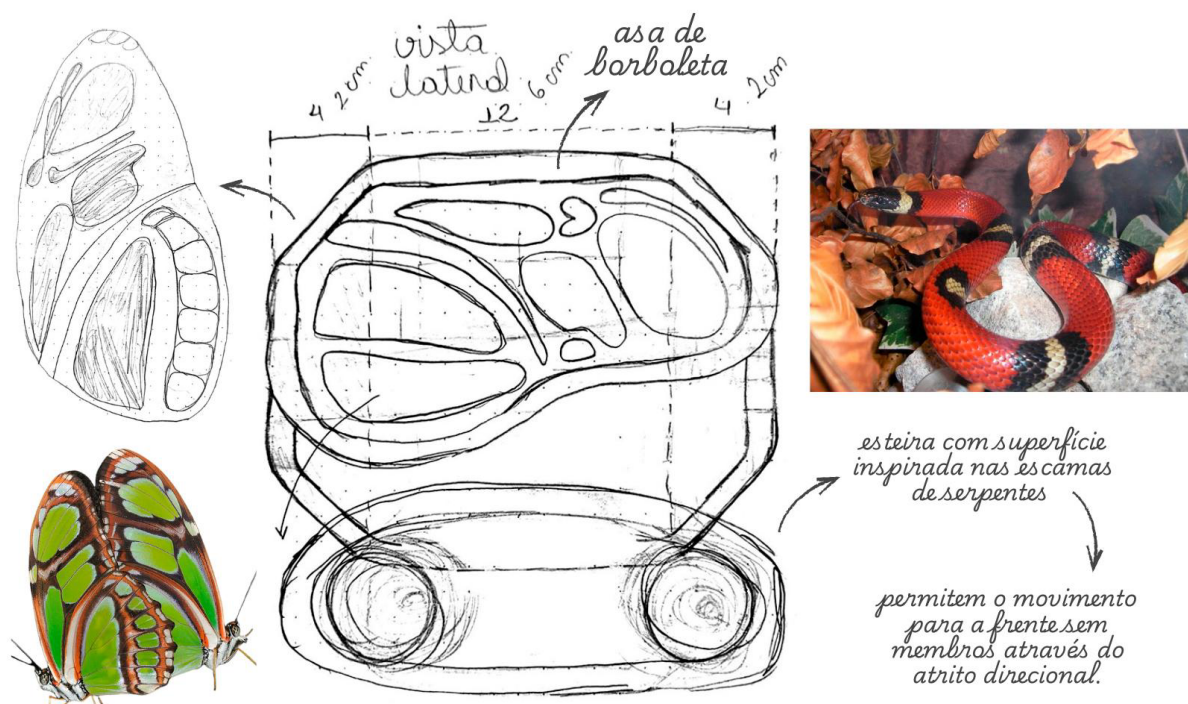 vista
lateral
asa de
borboleta
4 2cm.
12 6cm
4 2cm
esteira com superfície
inspirada nas escamas
de serpentes
permitem o movimento
para a frente sem
membros através do
atrito direcional.